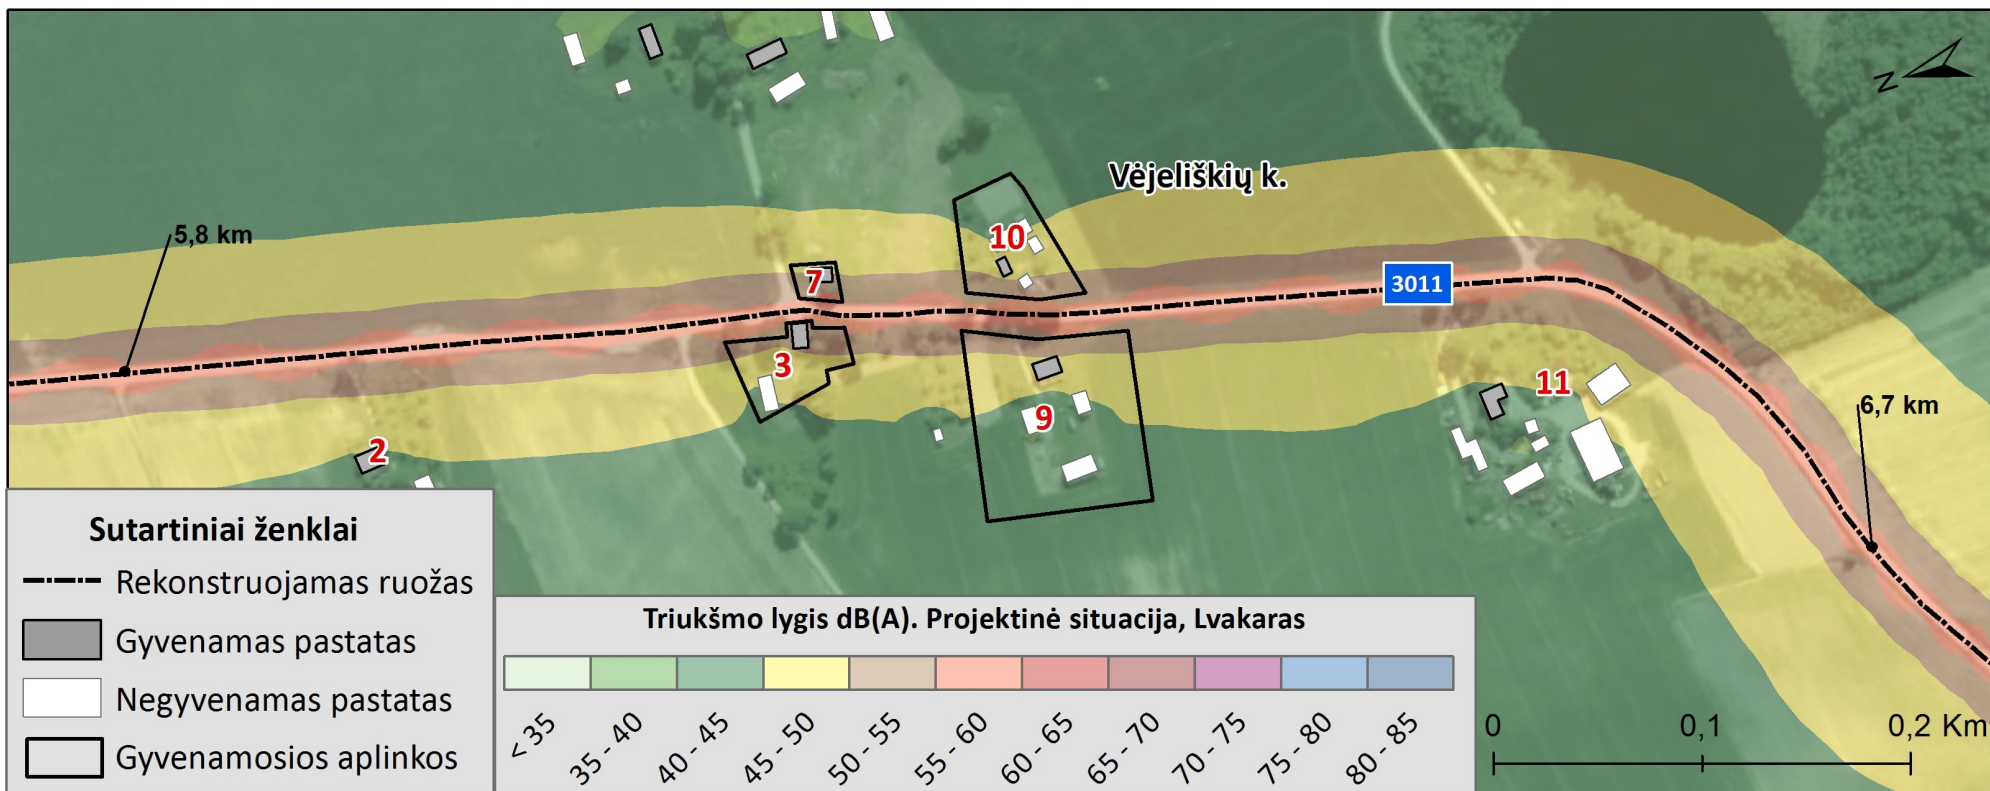 N
Vėjeliškių k.
5,8 km
10
7
3011
3
11
9
6,7 km
2
Sutartiniai ženklai
Rekonstruojamas ruožas
Gyvenamas pastatas
Negyvenamas pastatas
Gyvenamosios aplinkos
Triukšmo lygis dB(A). Projektinė situacija, Lvakaras
< 35
35 - 40
40 - 45
45 - 50
50 - 55
55 - 60
60 - 65
65 - 70
70 - 75
75 - 80
80 - 85
0 0,1 0,2 Km